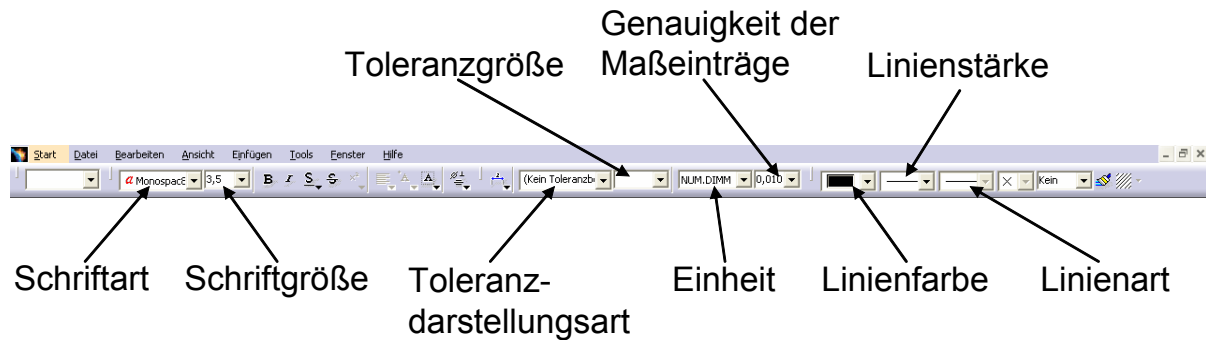 Genauigkeit der
Maßeinträge
Toleranzgröße
Linienstärke
Start Datei Bearbeiten Ansicht Einfügen Tools Fenster Hilfe
a Monospac 3,5 B I S S (Kein Toleranzb NUM.DIMM 0,010 Kein
Schriftart Schriftgröße Toleranz- Einheit Linienfarbe Linienart
darstellungsart